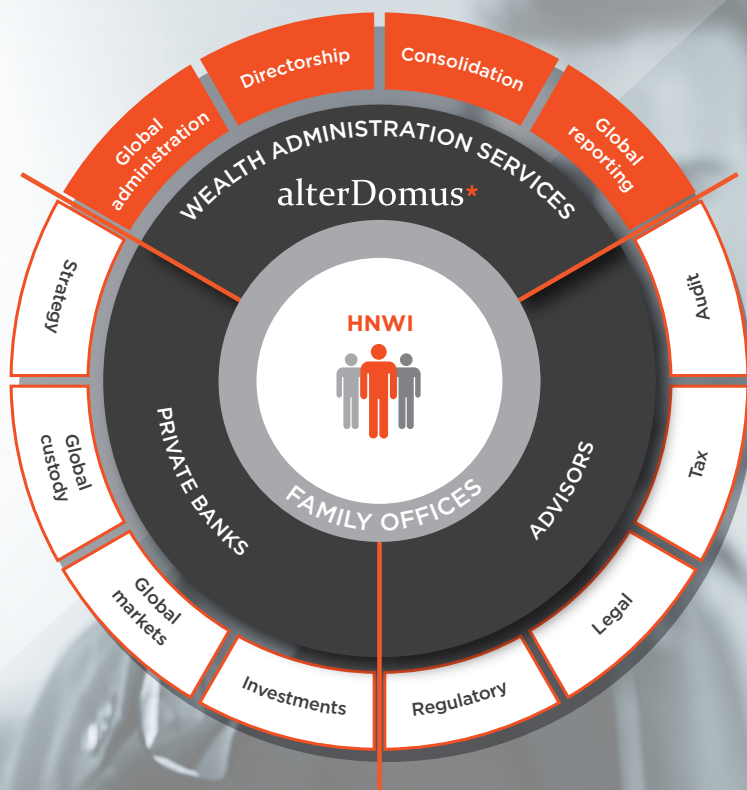 Directorship
Consolidation
Global
administration
Global
reporting
WEALTH ADMINISTRATION SERVICES
alterDomus*
Strategy
Audit
HNWI
Global
custody
PRIVATE BANKS
FAMILY OFFICES
ADVISORS
Tax
Global
markets
Legal
Investments
Regulatory